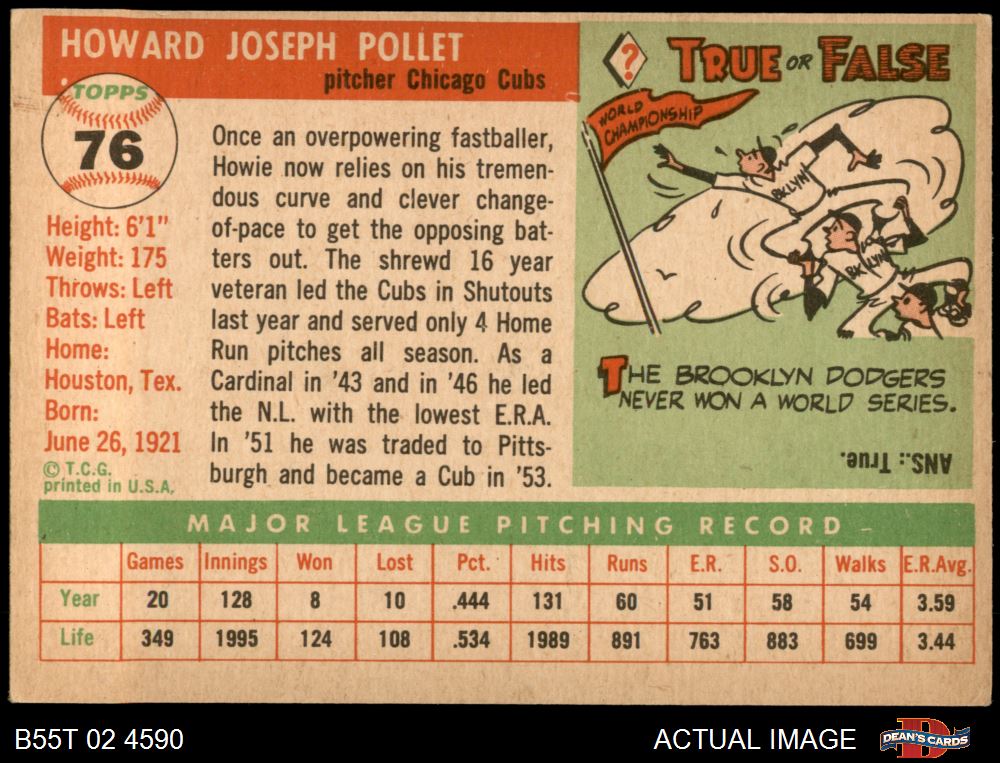 HOWARD JOSEPH POLLET
pitcher Chicago Cubs
TOPPS
76
Height: 6'1"
Weight: 175
Throws: Left
Bats: Left
Home:
Houston, Tex.
Born:
June 26, 1921
© T.C.G.
printed in U.S.A.
Once an overpowering fastballer,
Howie now relies on his tremen-
dous curve and clever change-
of-pace to get the opposing bat-
ters out. The shrewd 16 year
veteran led the Cubs in Shutouts
last year and served only 4 Home
Run pitches all season. As a
Cardinal in '43 and in '46 he led
the N.L. with the lowest E.R.A.
In '51 he was traded to Pitts-
burgh and became a Cub in '53.
? TRUE OR FALSE
WORLD
CHAMPIONSHIP
BKLYN
BKLYN
THE BROOKLYN DODGERS
NEVER WON A WORLD SERIES.
ANS.: True.
MAJOR LEAGUE PITCHING RECORD
Games Innings Won Lost Pct. Hits Runs E.R. S.O. Walks E.R.Avg.
Year 20 128 8 10 .444 131 60 51 58 54 3.59
Life 349 1995 124 108 .534 1989 891 763 883 699 3.44
B55T 02 4590
ACTUAL IMAGE
D
DEAN'S CARDS